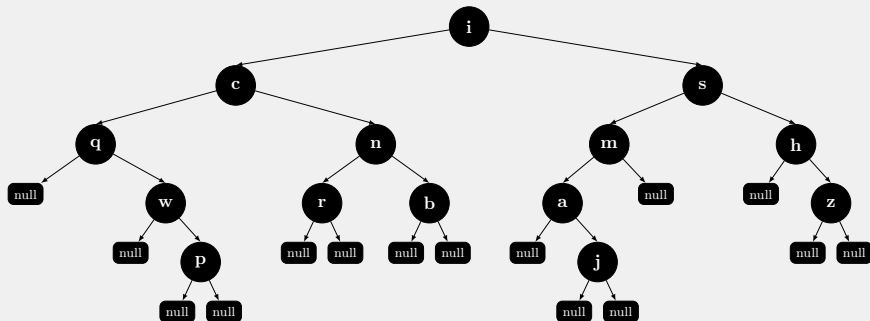 i
c s
q n m h
null w r b a null null z
null p null null null null null j null null
null null null null